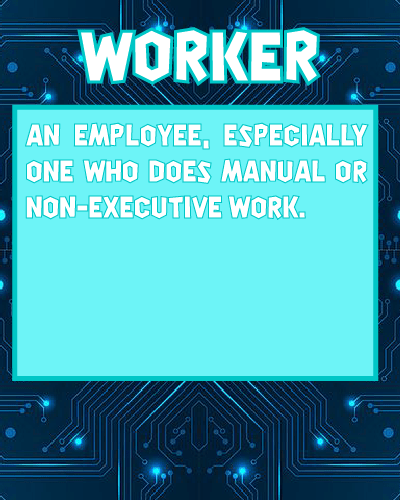 WORKER
AN EMPLOYEE, ESPECIALLY
ONE WHO DOES MANUAL OR
NON-EXECUTIVE WORK.